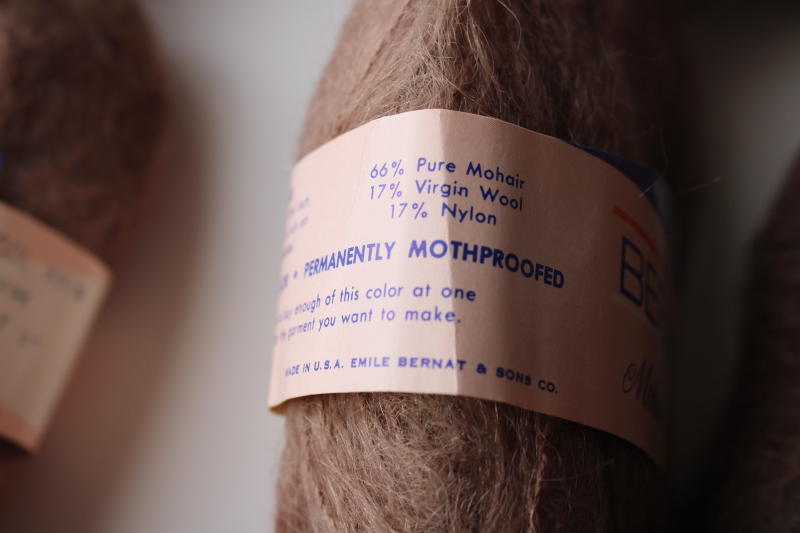 66% Pure Mohair
17% Virgin Wool
17% Nylon
• PERMANENTLY MOTHPROOFED
enough of this color at one
garment you want to make.
MADE IN U.S.A. EMILE BERNAT & SONS CO.